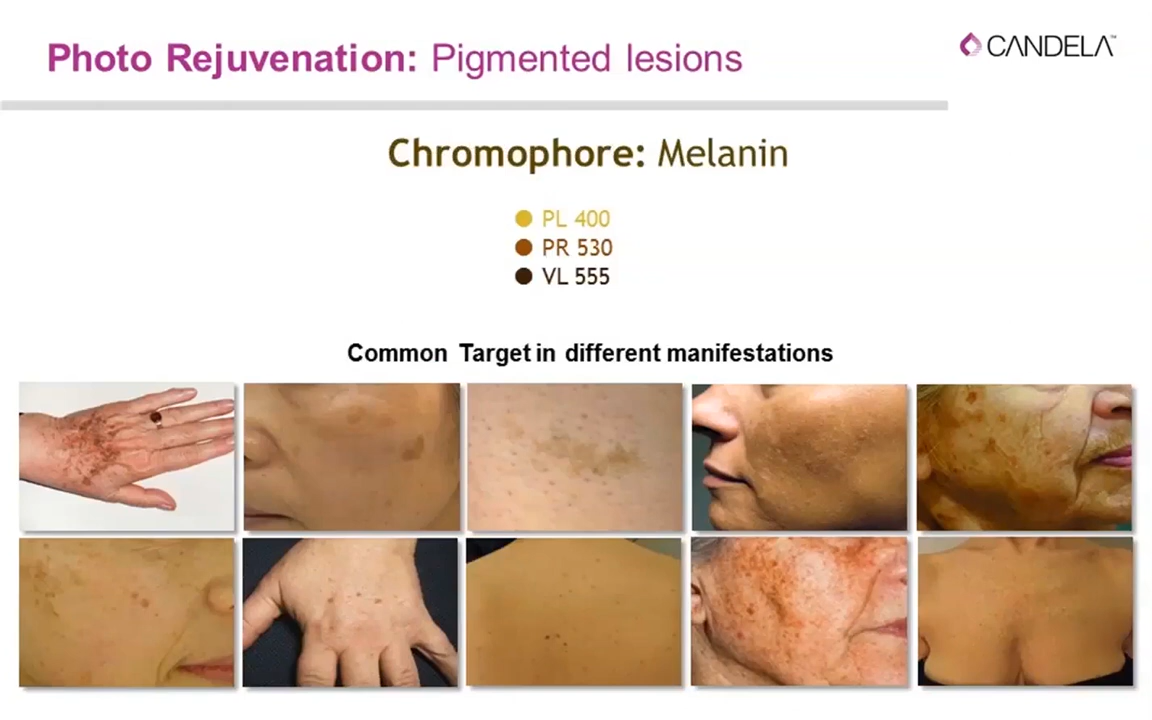 Photo Rejuvenation: Pigmented lesions
CANDELA™
Chromophore: Melanin
PL 400
PR 530
VL 555
Common Target in different manifestations